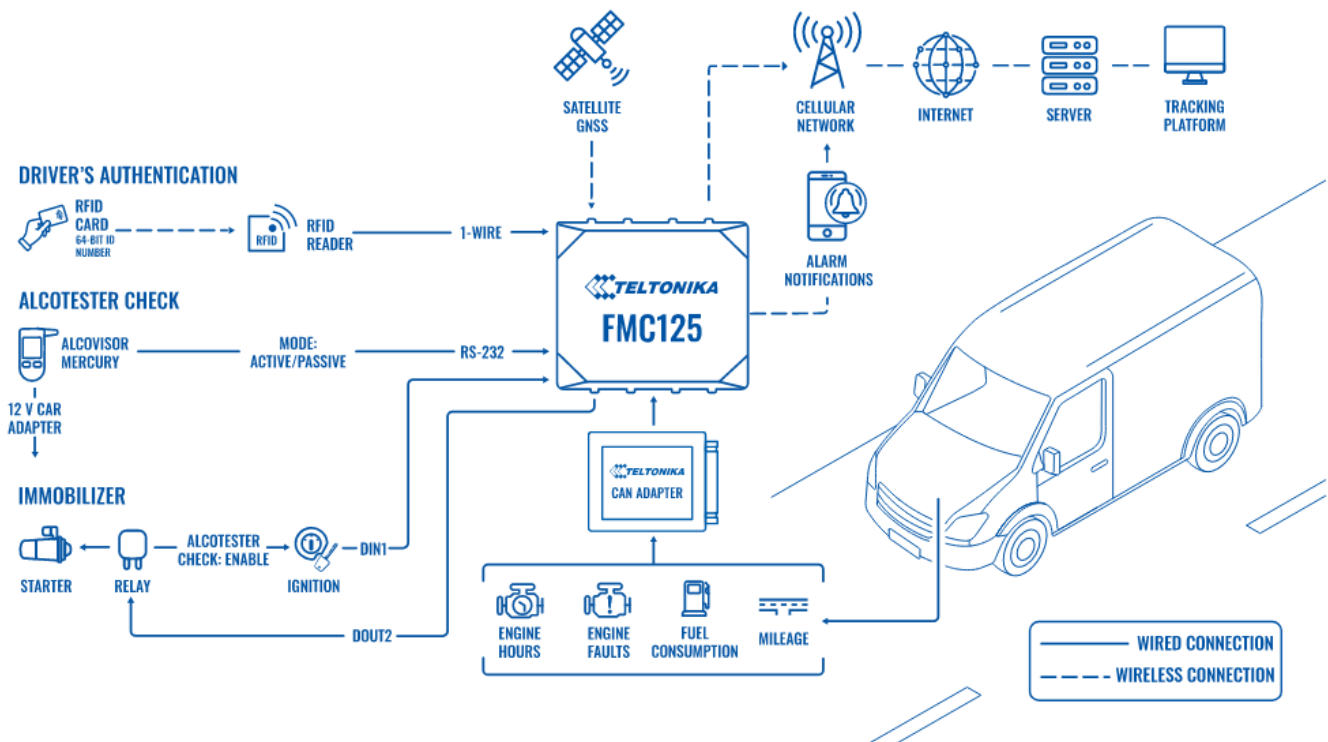 SATELLITE
GNSS
CELLULAR
NETWORK
INTERNET
SERVER
TRACKING
PLATFORM
DRIVER'S AUTHENTICATION
RFID
CARD
64-BIT ID
NUMBER
RFID
RFID
READER
1-WIRE
ALARM
NOTIFICATIONS
TELTONIKA
FMC125
ALCOTESTER CHECK
ALCOVISOR
MERCURY
MODE:
ACTIVE/PASSIVE
RS-232
12 V CAR
ADAPTER
TELTONIKA
CAN ADAPTER
IMMOBILIZER
STARTER
RELAY
ALCOTESTER
CHECK: ENABLE
IGNITION
DIN1
DOUT2
ENGINE
HOURS
ENGINE
FAULTS
FUEL
CONSUMPTION
MILEAGE
WIRED CONNECTION
WIRELESS CONNECTION